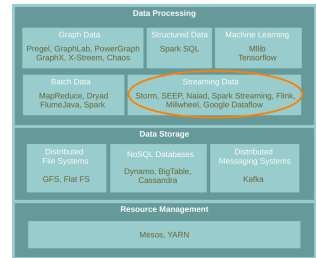 Data Processing
Graph Data
Pregel, GraphLab, PowerGraph
GraphX, X-Streem, Chaos
Structured Data
Spark SQL
Machine Learning
Mllib
Tensorflow
Batch Data
MapReduce, Dryad
FlumeJava, Spark
Streaming Data
Storm, SEEP, Naiad, Spark Streaming, Flink,
Millwheel, Google Dataflow
Data Storage
Distributed
File Systems
GFS, Flat FS
NoSQL Databases
Dynamo, BigTable,
Cassandra
Distributed
Messaging Systems
Kafka
Resource Management
Mesos, YARN